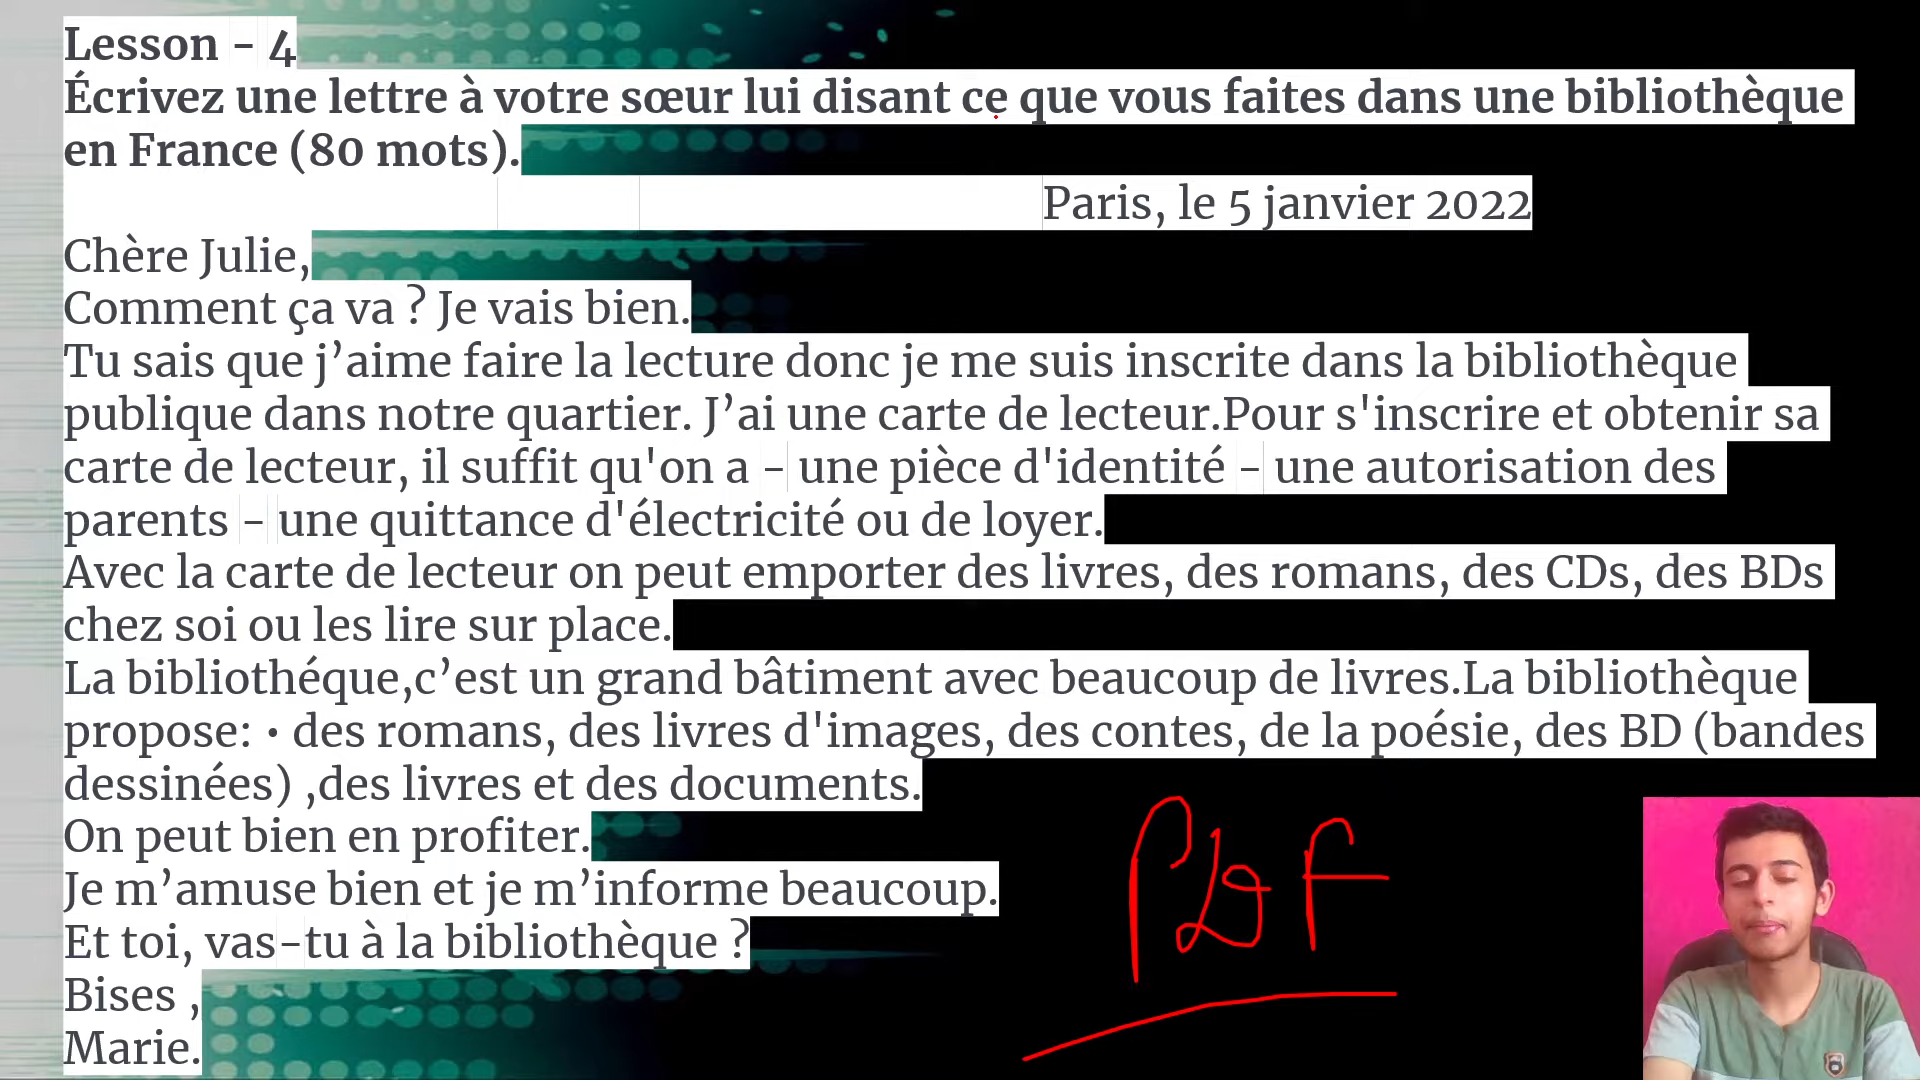 Lesson - 4
Écrivez une lettre à votre sœur lui disant ce que vous faites dans une bibliothèque
en France (80 mots).
Paris, le 5 janvier 2022
Chère Julie,
Comment ça va ? Je vais bien.
Tu sais que j’aime faire la lecture donc je me suis inscrite dans la bibliothèque
publique dans notre quartier. J’ai une carte de lecteur.Pour s'inscrire et obtenir sa
carte de lecteur, il suffit qu'on a - une pièce d'identité - une autorisation des
parents - une quittance d'électricité ou de loyer.
Avec la carte de lecteur on peut emporter des livres, des romans, des CDs, des BDs
chez soi ou les lire sur place.
La bibliothéque,c’est un grand bâtiment avec beaucoup de livres.La bibliothèque
propose: • des romans, des livres d'images, des contes, de la poésie, des BD (bandes
dessinées) ,des livres et des documents.
On peut bien en profiter.
Je m’amuse bien et je m’informe beaucoup.
Et toi, vas-tu à la bibliothèque ?
Bises ,
Marie.
PDF